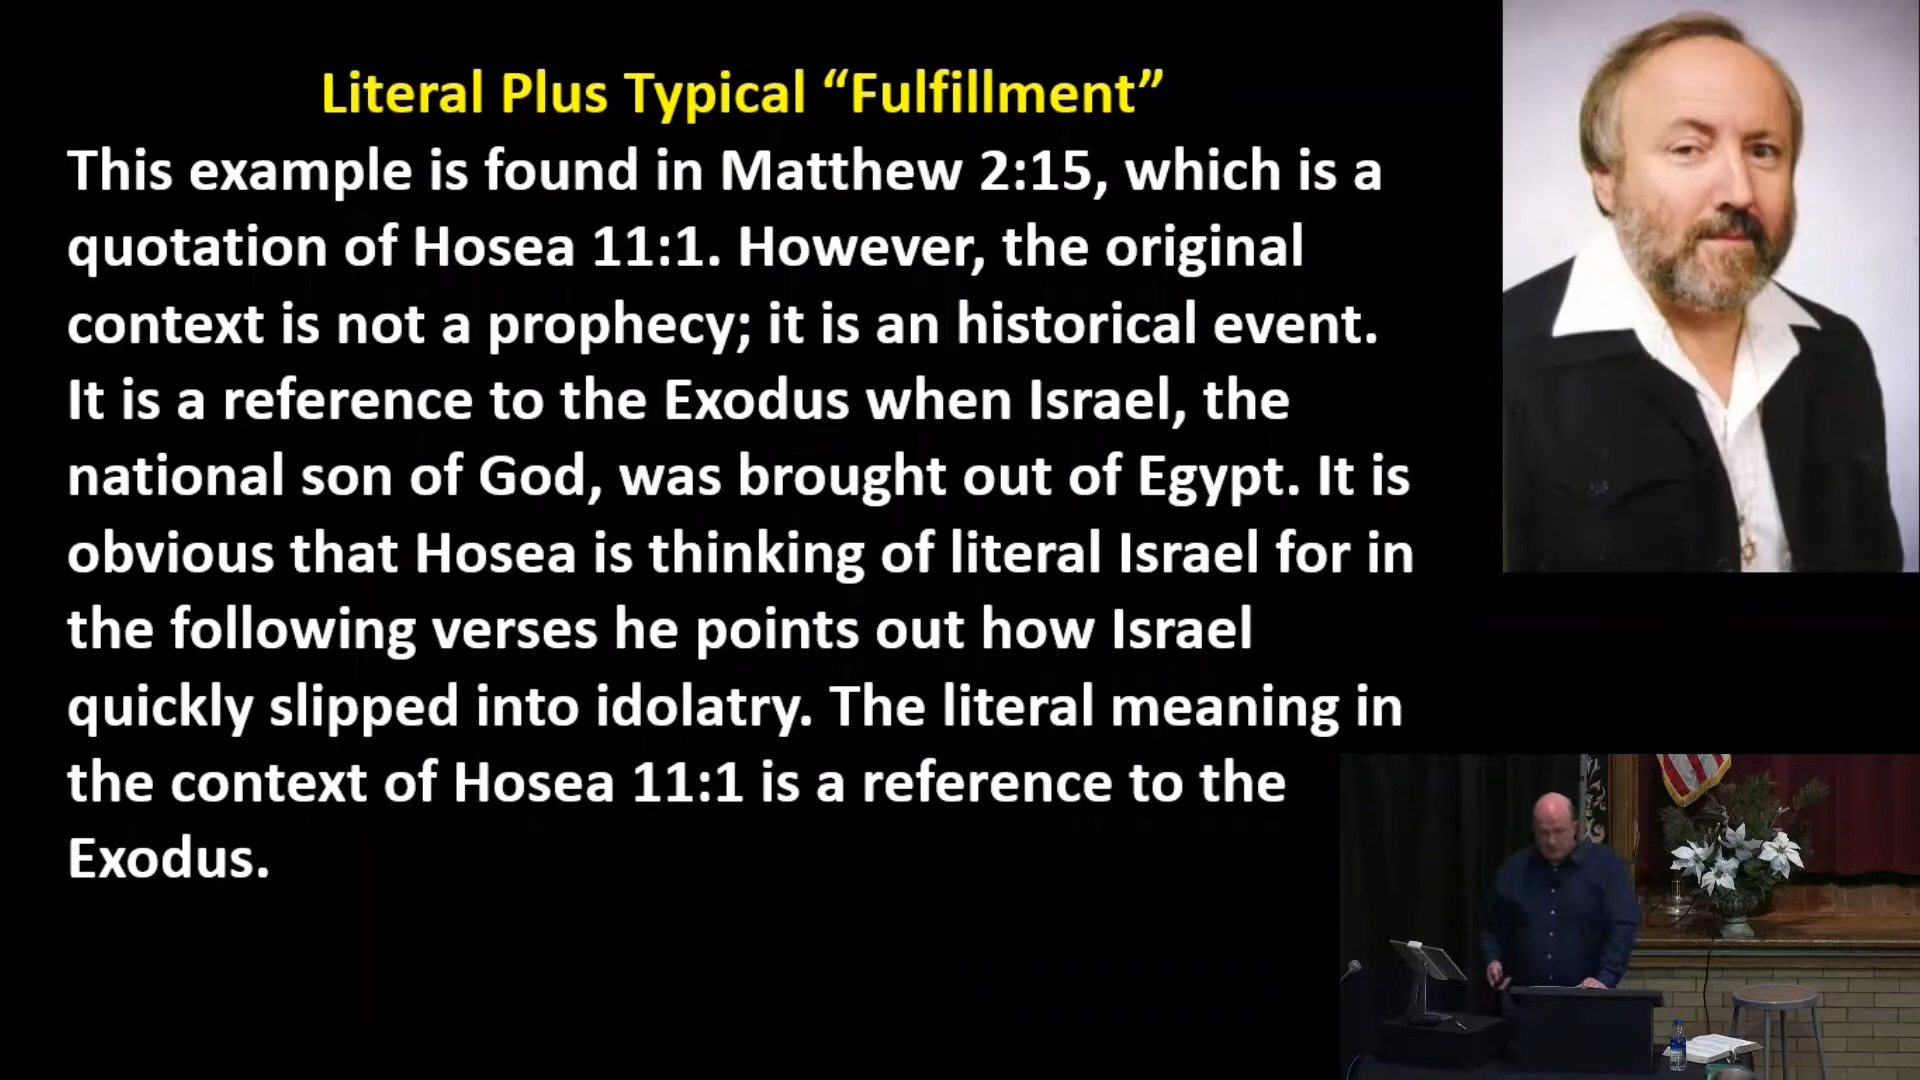 Literal Plus Typical “Fulfillment”
This example is found in Matthew 2:15, which is a
quotation of Hosea 11:1. However, the original
context is not a prophecy; it is an historical event.
It is a reference to the Exodus when Israel, the
national son of God, was brought out of Egypt. It is
obvious that Hosea is thinking of literal Israel for in
the following verses he points out how Israel
quickly slipped into idolatry. The literal meaning in
the context of Hosea 11:1 is a reference to the
Exodus.